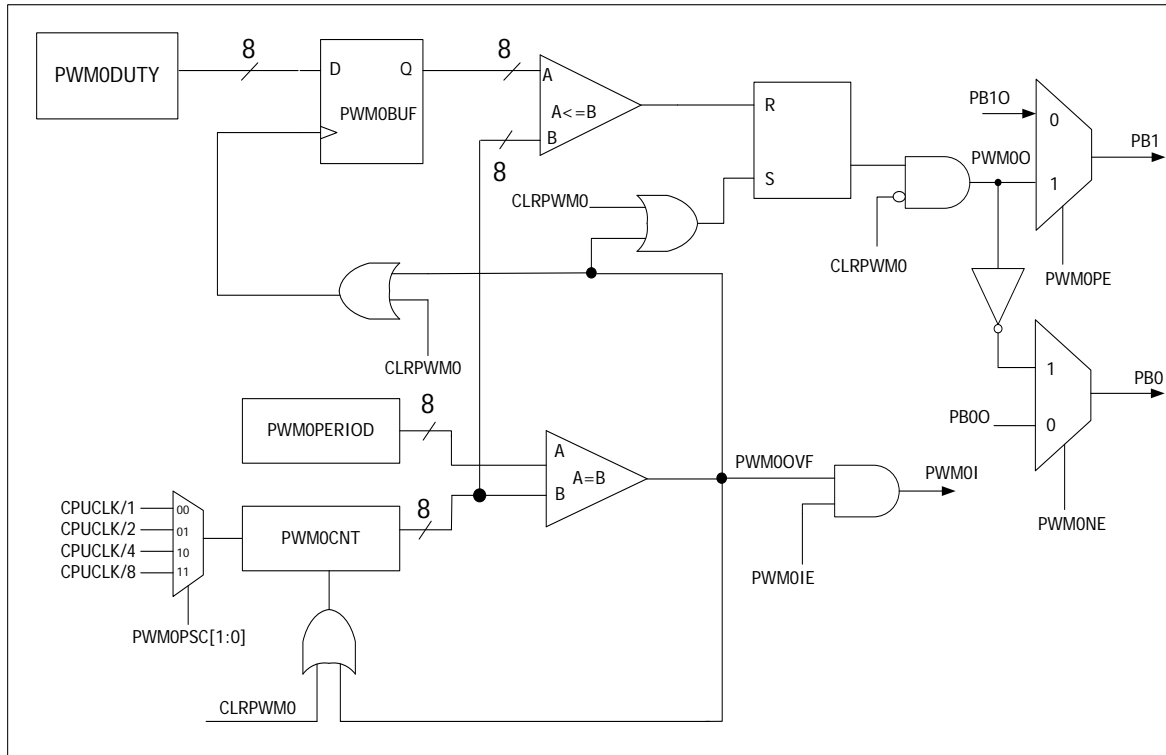 8
8
PWM0DUTY
D
Q
PWM0BUF
A
A<=B
B
8
R
S
PB1O
0
PB1
PWM0O
1
CLRPWM0
CLRPWM0
PWM0PE
CLRPWM0
8
PWM0PERIOD
A
A=B
B
PWM0OVF
PWM0I
PWM0IE
1
PB0
PB0O
0
PWM0NE
CPUCLK/1
00
CPUCLK/2
01
CPUCLK/4
10
CPUCLK/8
11
8
PWM0CNT
PWM0PSC[1:0]
CLRPWM0